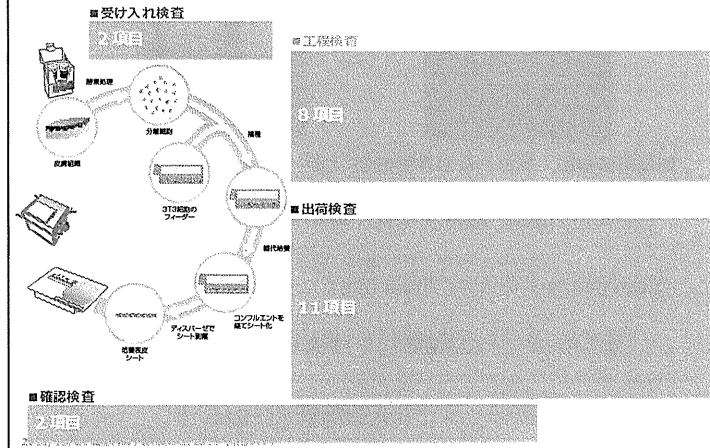 ■受け入れ検査
2項目
■工程検査
8項目
酵素処理
分離細胞
播種
皮膚組織
3T3細胞の
フィーダー
■出荷検査
11項目
継代培養
コンフルエントを
経てシート化
ディスパーゼで
シート剥離
培養表皮
シート
■確認検査
2項目